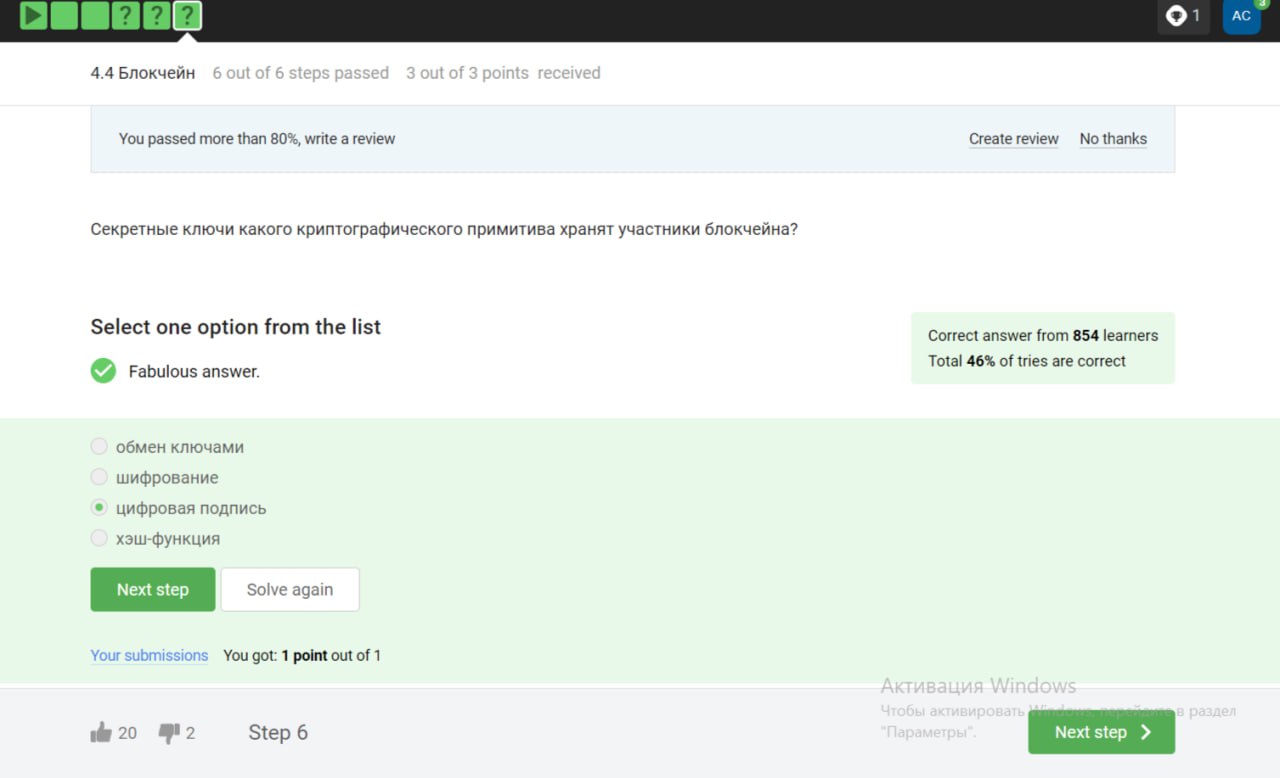 ? ? ?
1
AC
3
4.4 Блокчейн 6 out of 6 steps passed 3 out of 3 points received
You passed more than 80%, write a review Create review No thanks
Секретные ключи какого криптографического примитива хранят участники блокчейна?
Select one option from the list
Correct answer from 854 learners
Total 46% of tries are correct
Fabulous answer.
обмен ключами
шифрование
цифровая подпись
хэш-функция
Next step Solve again
Your submissions You got: 1 point out of 1
Активация Windows
Чтобы активировать Windows, перейдите в раздел
"Параметры".
20 2 Step 6 Next step